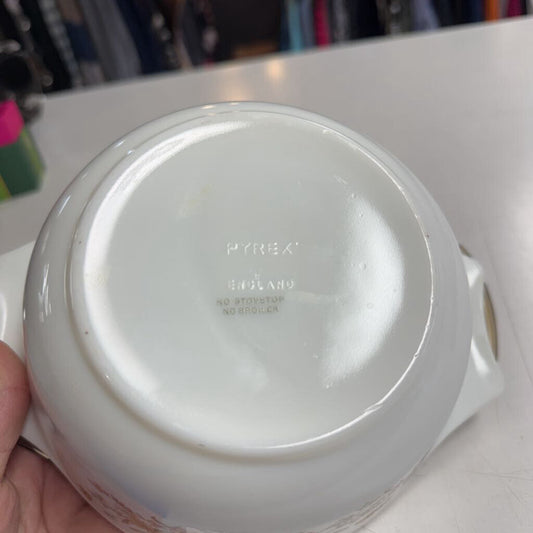 PYREX®
ENGLAND
NO STOVETOP
NO BROILER